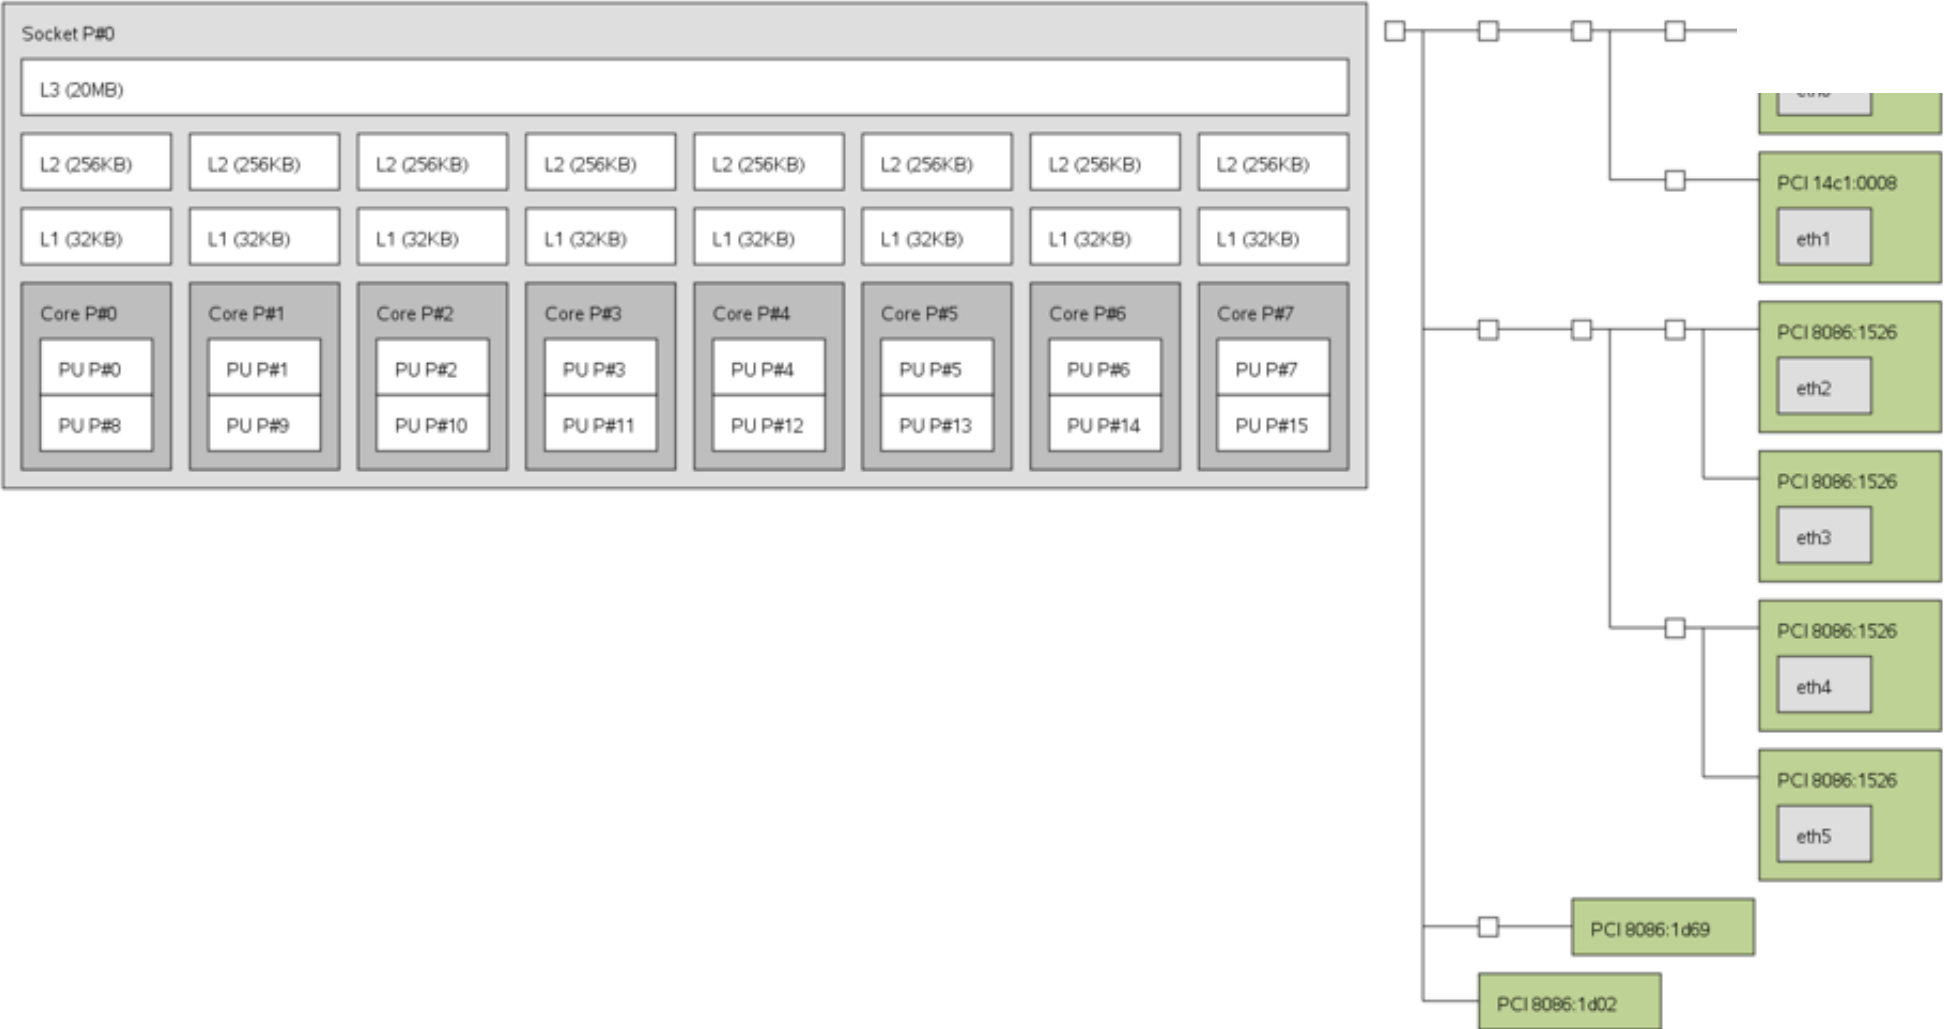 Socket P#0
L3 (20MB)
L2 (256KB) L2 (256KB) L2 (256KB) L2 (256KB) L2 (256KB) L2 (256KB) L2 (256KB) L2 (256KB)
L1 (32KB) L1 (32KB) L1 (32KB) L1 (32KB) L1 (32KB) L1 (32KB) L1 (32KB) L1 (32KB)
Core P#0 Core P#1 Core P#2 Core P#3 Core P#4 Core P#5 Core P#6 Core P#7
PU P#0 PU P#1 PU P#2 PU P#3 PU P#4 PU P#5 PU P#6 PU P#7
PU P#8 PU P#9 PU P#10 PU P#11 PU P#12 PU P#13 PU P#14 PU P#15
PCI 14c1:0008
eth1
PCI 8086:1526
eth2
PCI 8086:1526
eth3
PCI 8086:1526
eth4
PCI 8086:1526
eth5
PCI 8086:1d69
PCI 8086:1d02